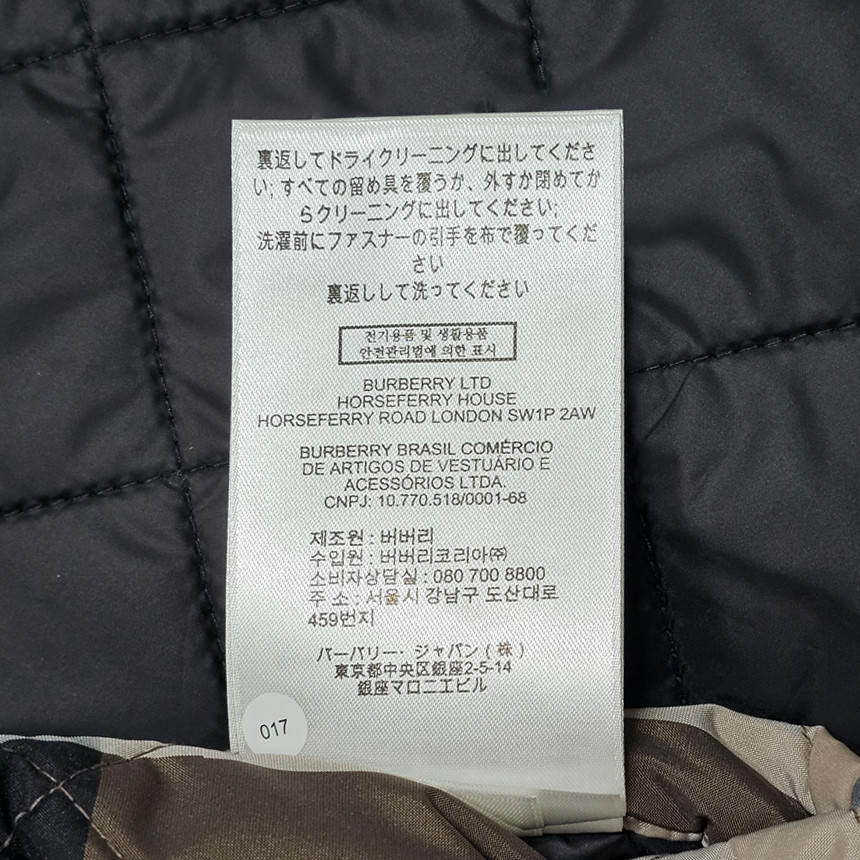 裏返してドライクリーニングに出してくださ
い; すべての留め具を覆うか、外すか閉めてか
らクリーニングに出してください;
洗濯前にファスナーの引手を布で覆ってくだ
さい
裏返しして洗ってください
전기용품 및 생활용품
안전관리법에 의한 표시
BURBERRY LTD
HORSEFERRY HOUSE
HORSEFERRY ROAD LONDON SW1P 2AW
BURBERRY BRASIL COMÉRCIO
DE ARTIGOS DE VESTUÁRIO E
ACESSÓRIOS LTDA.
CNPJ: 10.770.518/0001-68
제조원 : 버버리
수입원 : 버버리코리아㈜
소비자상담실 : 080 700 8800
주 소 : 서울시 강남구 도산대로
459번지
バーバリー・ジャパン ( 株 )
東京都中央区銀座2-5-14
銀座マロニエビル
017